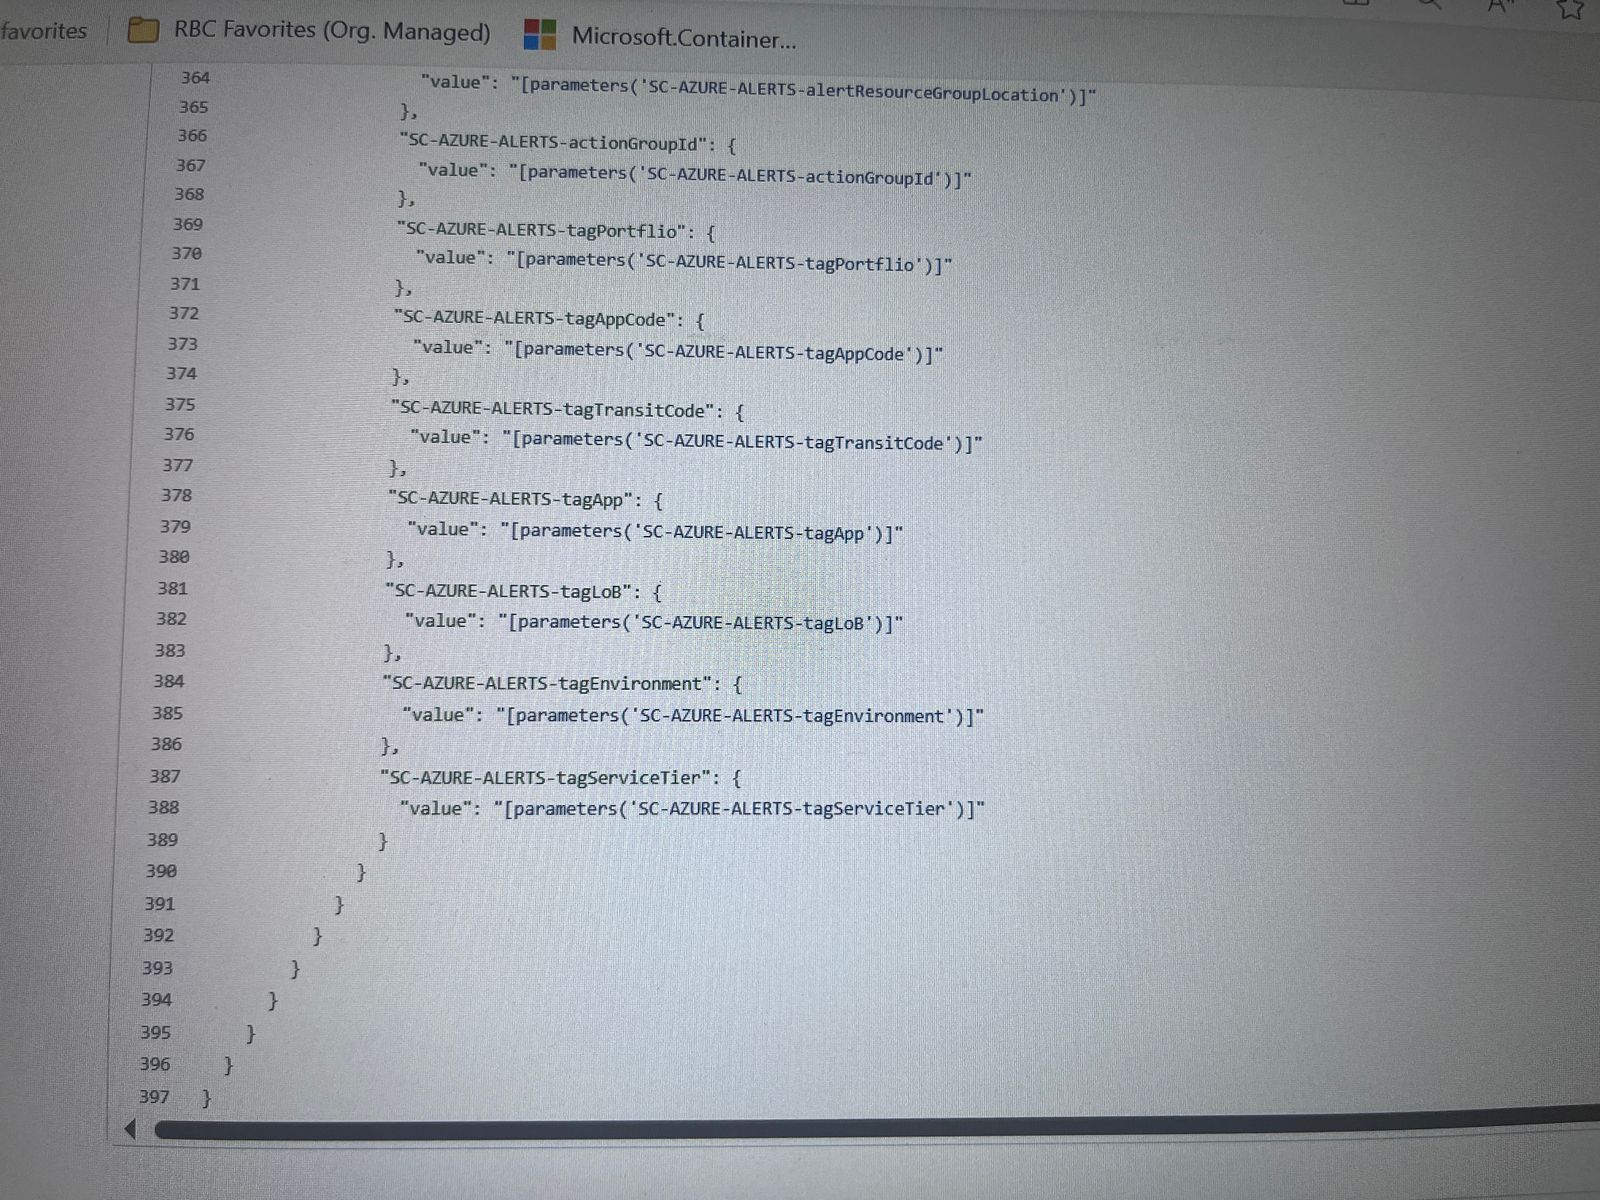 favorites RBC Favorites (Org. Managed) Microsoft.Container...
364 "value": "[parameters('SC-AZURE-ALERTS-alertResourceGroupLocation')]"
365 },
366 "SC-AZURE-ALERTS-actionGroupId": {
367 "value": "[parameters('SC-AZURE-ALERTS-actionGroupId')]"
368 },
369 "SC-AZURE-ALERTS-tagPortflio": {
370 "value": "[parameters('SC-AZURE-ALERTS-tagPortflio')]"
371 },
372 "SC-AZURE-ALERTS-tagAppCode": {
373 "value": "[parameters('SC-AZURE-ALERTS-tagAppCode')]"
374 },
375 "SC-AZURE-ALERTS-tagTransitCode": {
376 "value": "[parameters('SC-AZURE-ALERTS-tagTransitCode')]"
377 },
378 "SC-AZURE-ALERTS-tagApp": {
379 "value": "[parameters('SC-AZURE-ALERTS-tagApp')]"
380 },
381 "SC-AZURE-ALERTS-tagLoB": {
382 "value": "[parameters('SC-AZURE-ALERTS-tagLoB')]"
383 },
384 "SC-AZURE-ALERTS-tagEnvironment": {
385 "value": "[parameters('SC-AZURE-ALERTS-tagEnvironment')]"
386 },
387 "SC-AZURE-ALERTS-tagServiceTier": {
388 "value": "[parameters('SC-AZURE-ALERTS-tagServiceTier')]"
389 }
390 }
391 }
392 }
393 }
394 }
395 }
396 }
397 }